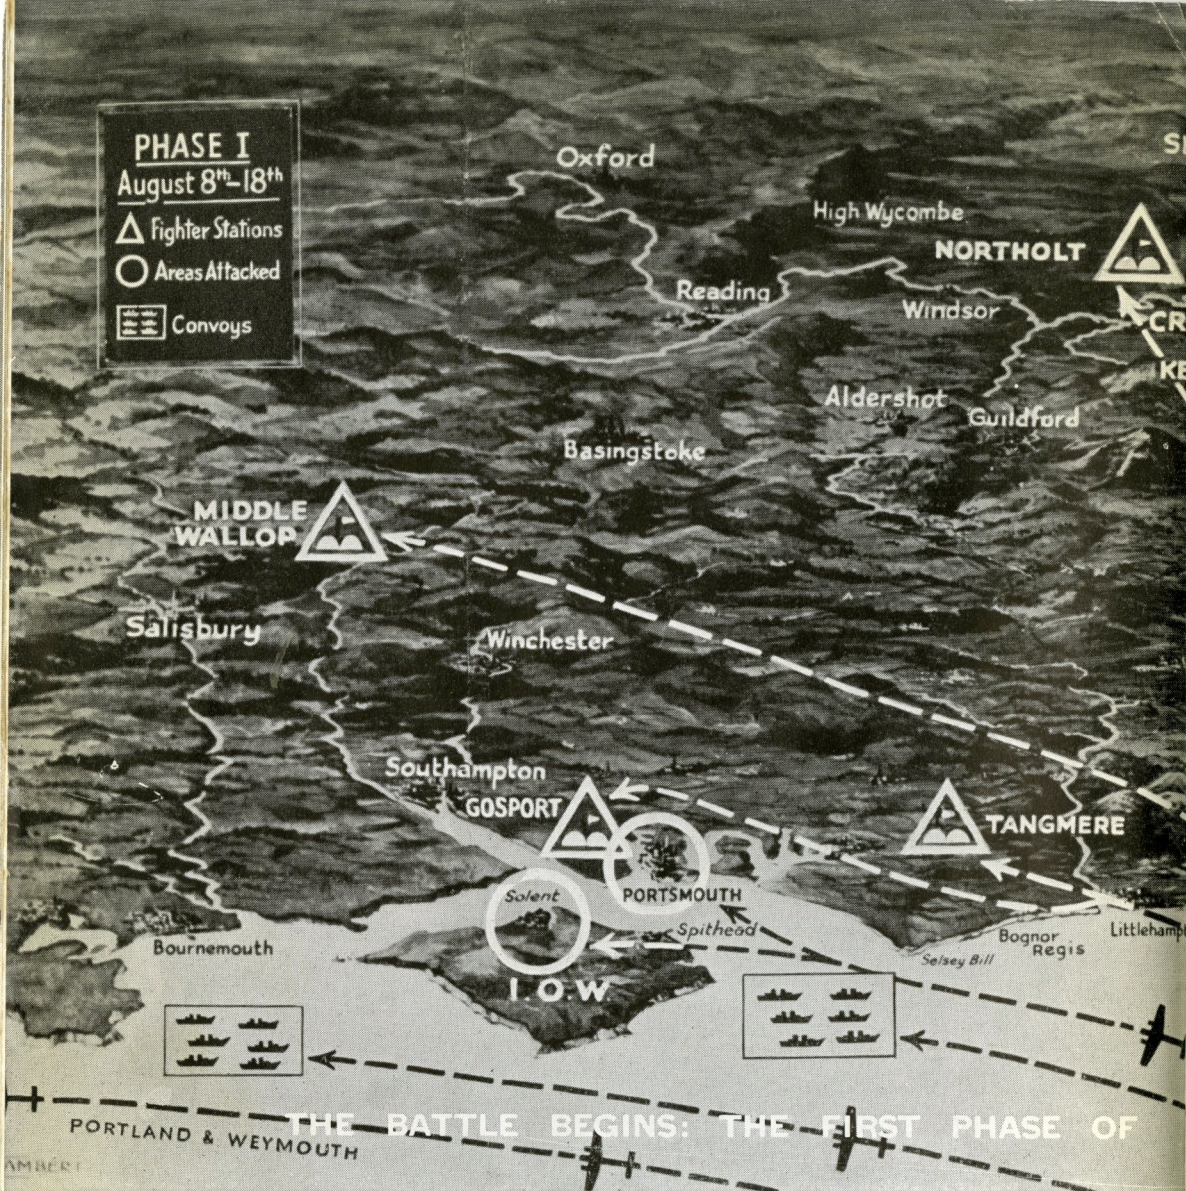 PHASE I
August 8th-18th
Fighter Stations
Areas Attacked
Convoys
Oxford
High Wycombe
NORTHOLT
Reading
Windsor
Aldershot
Guildford
Basingstoke
MIDDLE
WALLOP
Salisbury
Winchester
Southampton
GOSPORT
TANGMERE
Solent
PORTSMOUTH
Spithead
Bournemouth
Bognor
Regis
Selsey Bill
I.O.W
THE BATTLE BEGINS: THE FIRST PHASE OF
PORTLAND & WEYMOUTH